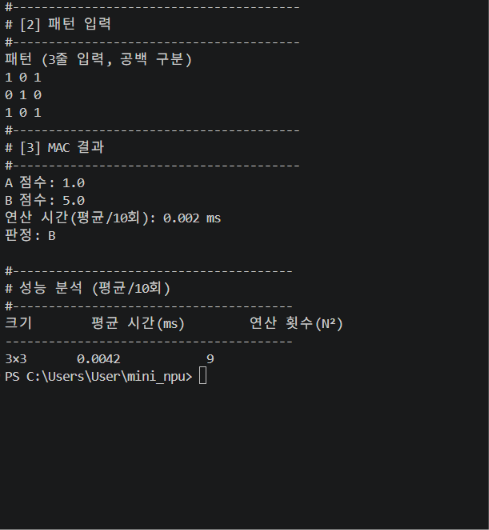 #----------------------------------------
# [2] 패턴 입력
#----------------------------------------
패턴 (3줄 입력, 공백 구분)
1 0 1
0 1 0
1 0 1
#----------------------------------------
# [3] MAC 결과
#----------------------------------------
A 점수: 1.0
B 점수: 5.0
연산 시간(평균/10회): 0.002 ms
판정: B
#---------------------------------------
# 성능 분석 (평균/10회)
#---------------------------------------
크기 평균 시간(ms) 연산 횟수(N²)
----------------------------------------
3×3 0.0042 9
PS C:\Users\User\mini_npu>